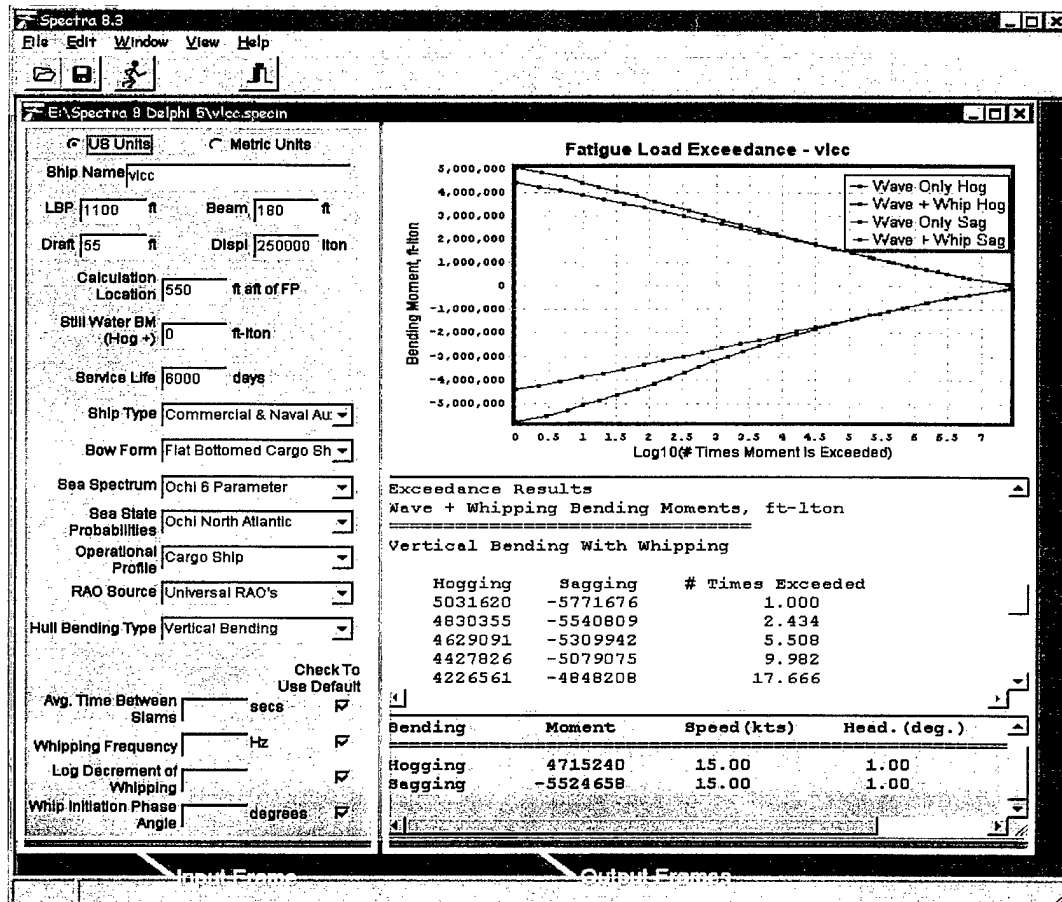 Spectra 8.3
File Edit Window View Help
E:\Spectra 8 Delphi 5\vlcc.specin
US Units Metric Units
Ship Name vlcc
LBP 1100 ft Beam 180 ft
Draft 55 ft Displ 250000 lton
Calculation Location 550 ft aft of FP
Still Water BM (Hog +) 0 ft-lton
Service Life 6000 days
Ship Type Commercial & Naval Au
Bow Form Flat Bottomed Cargo Sh
Sea Spectrum Ochi 6 Parameter
Sea State Probabilities Ochi North Atlantic
Operational Profile Cargo Ship
RAO Source Universal RAO's
Hull Bending Type Vertical Bending
Check To Use Default
Avg. Time Between Slams secs
Whipping Frequency Hz
Log Decrement of Whipping
Whip Initiation Phase Angle degrees
Input Frame
Fatigue Load Exceedance - vlcc
Bending Moment, ft-lton
5,000,000
4,000,000
3,000,000
2,000,000
1,000,000
0
-1,000,000
-2,000,000
-3,000,000
-4,000,000
-5,000,000
Wave Only Hog
Wave + Whip Hog
Wave Only Sag
Wave + Whip Sag
0 0.5 1 1.5 2 2.5 3 3.5 4 4.5 5 5.5 6 6.5 7
Log10(# Times Moment Is Exceeded)
Exceedance Results
Wave + Whipping Bending Moments, ft-lton
====================================
Vertical Bending With Whipping
Hogging Sagging # Times Exceeded
5031620 -5771676 1.000
4830355 -5540809 2.434
4629091 -5309942 5.508
4427826 -5079075 9.982
4226561 -4848208 17.666
Bending Moment Speed(kts) Head.(deg.)
Hogging 4715240 15.00 1.00
Sagging -5524658 15.00 1.00
Output Frames